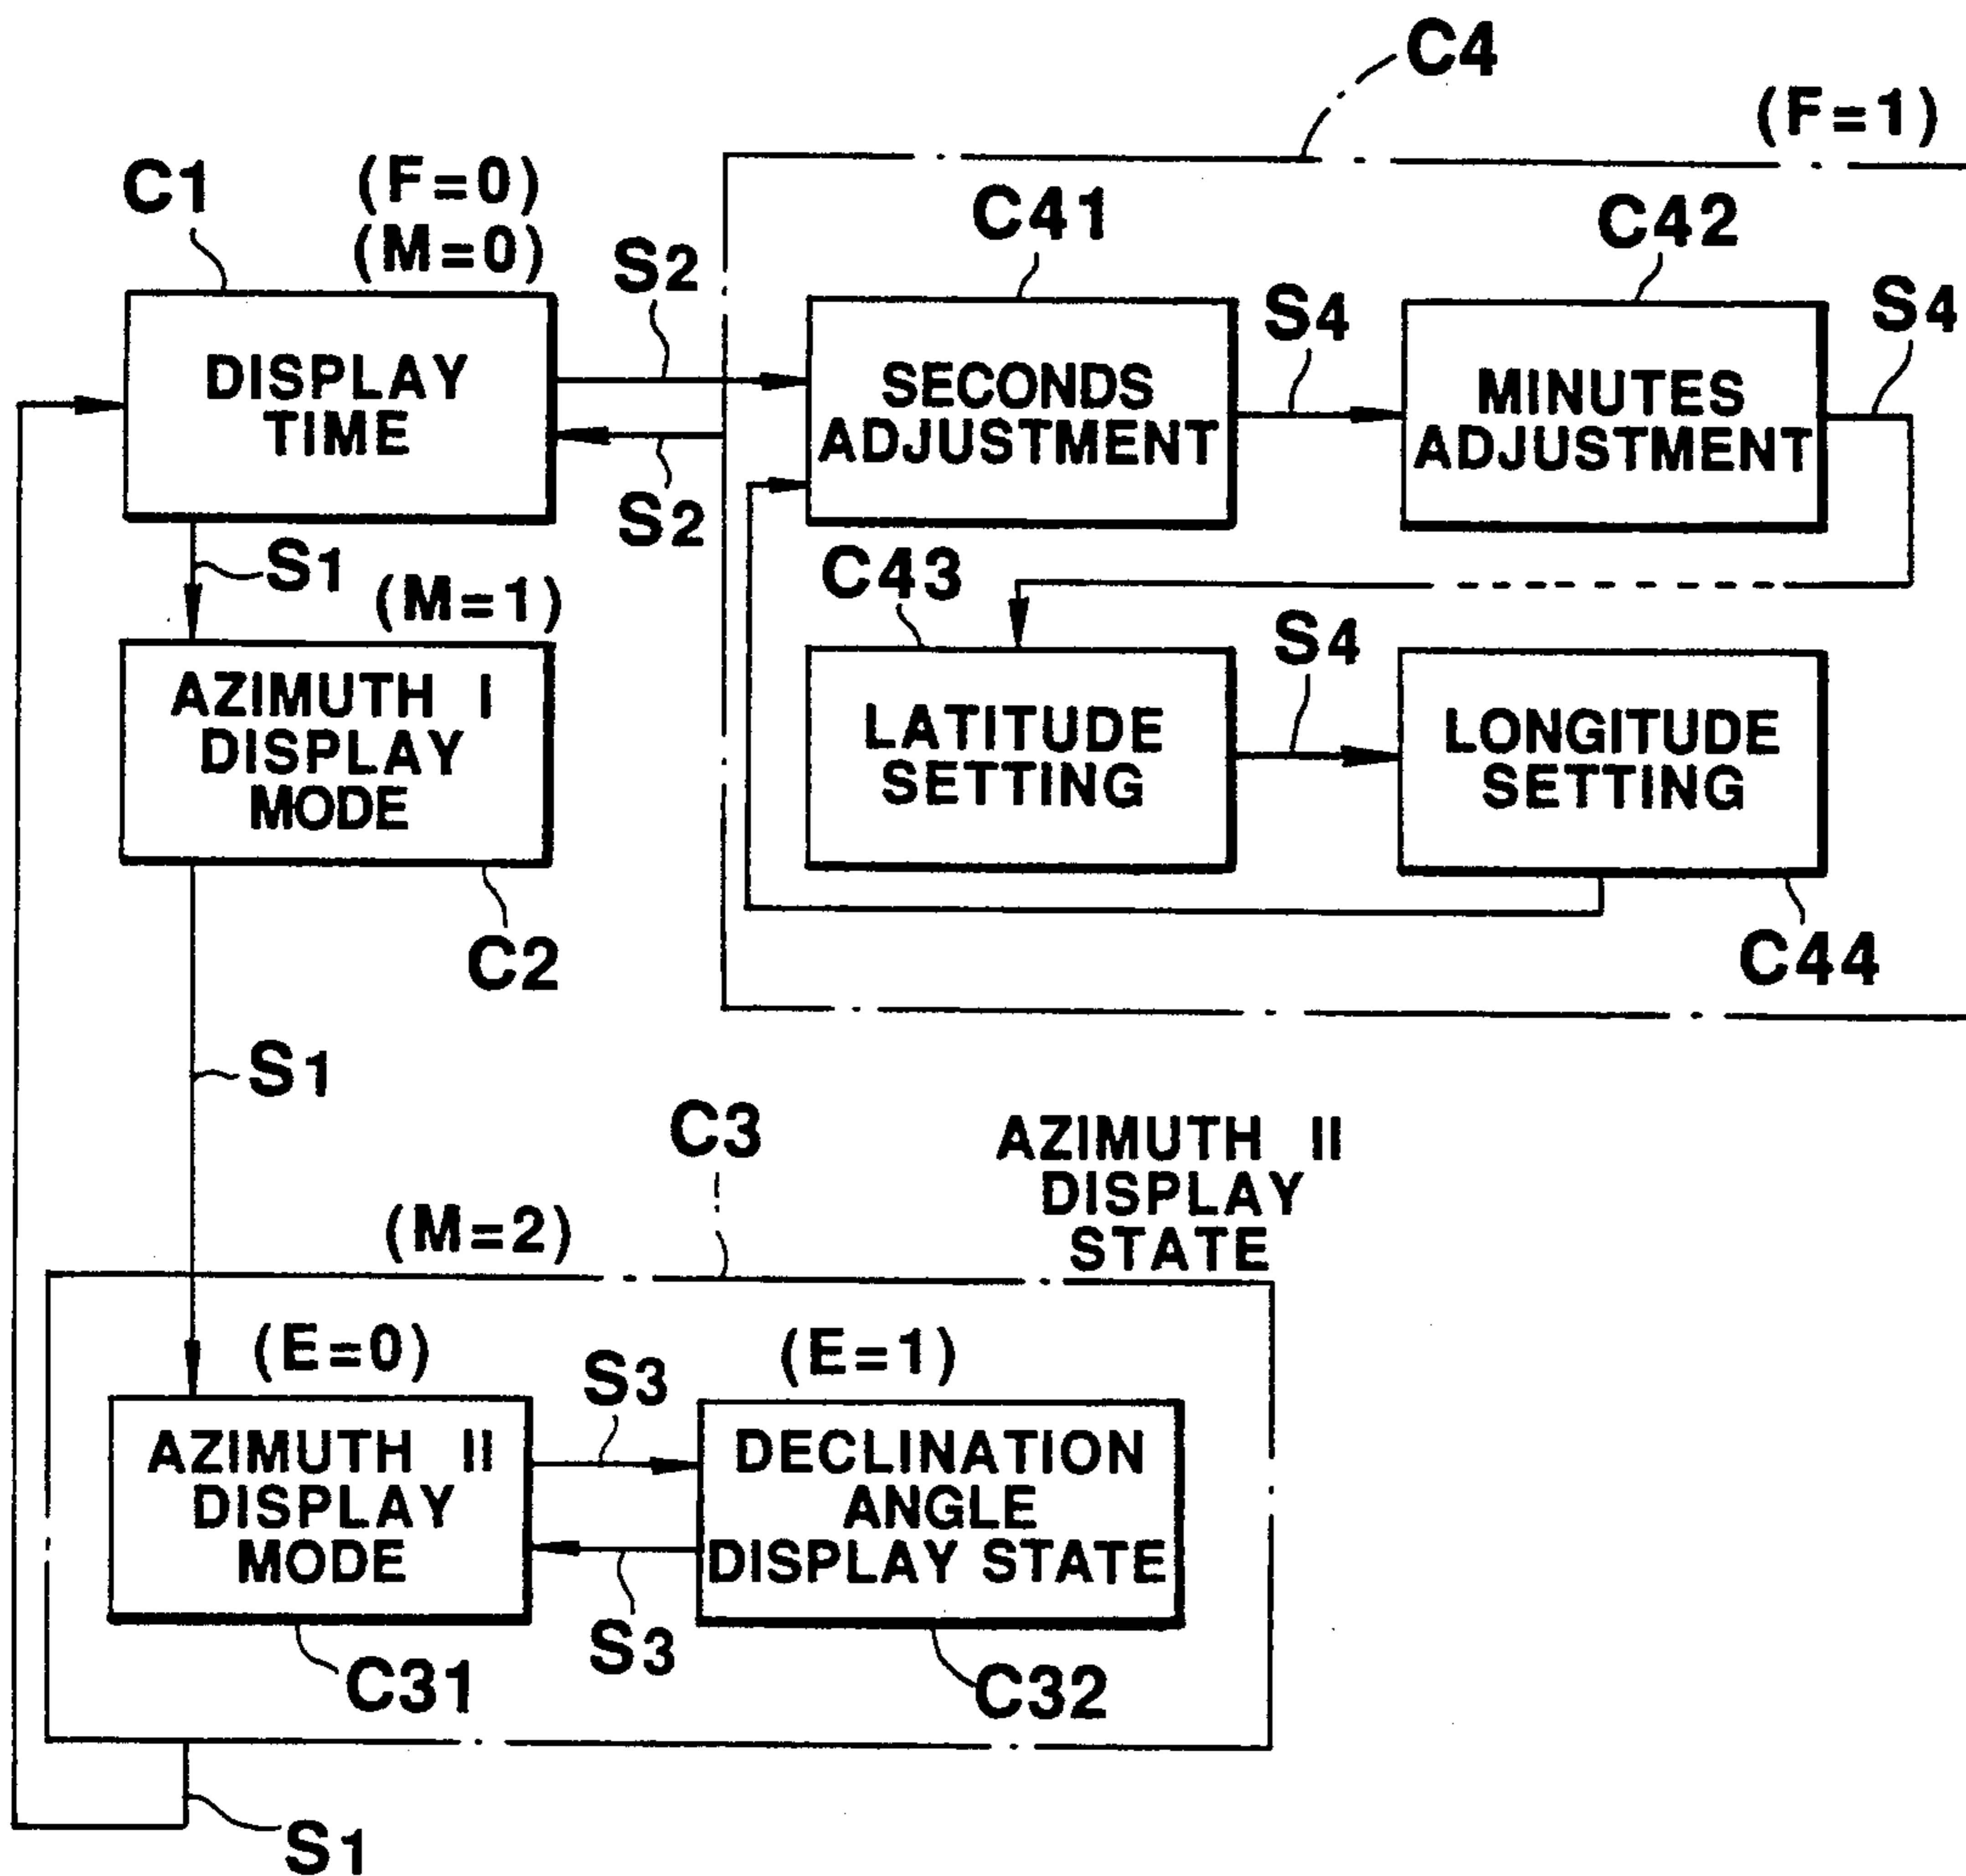 C4
(F=1)
C1
(F=0)
(M=0)
S2
C41
C42
S4
S4
DISPLAY
TIME
SECONDS
ADJUSTMENT
MINUTES
ADJUSTMENT
S2
S1
(M=1)
C43
S4
AZIMUTH I
DISPLAY
MODE
LATITUDE
SETTING
LONGITUDE
SETTING
C2
C44
S1
C3
AZIMUTH II
DISPLAY
STATE
(M=2)
(E=0)
S3
(E=1)
AZIMUTH II
DISPLAY
MODE
DECLINATION
ANGLE
DISPLAY STATE
S3
C31
C32
S1